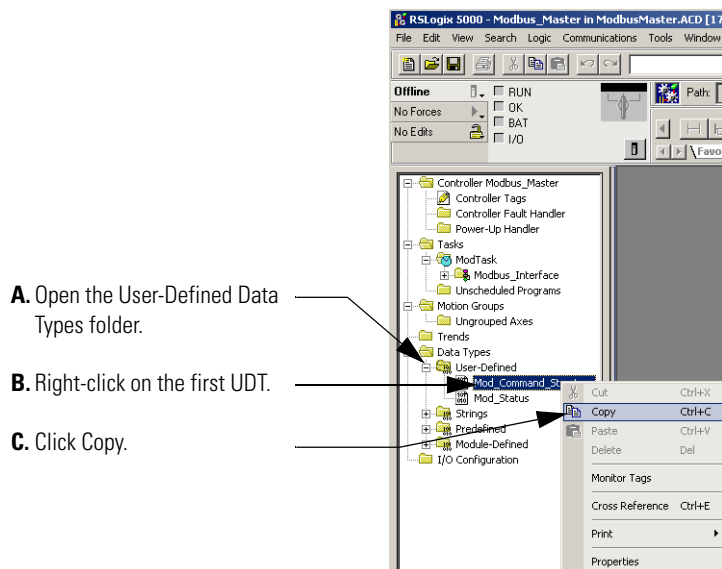 RSLogix 5000 - Modbus_Master in ModbusMaster.ACD [17
File Edit View Search Logic Communications Tools Window
Offline
RUN
Path:
No Forces
OK
BAT
No Edits
I/O
Favo
Controller Modbus_Master
Controller Tags
Controller Fault Handler
Power-Up Handler
Tasks
ModTask
Modbus_Interface
Unscheduled Programs
Motion Groups
Ungrouped Axes
Trends
Data Types
User-Defined
Mod_Command_St
Mod_Status
Strings
Predefined
Module-Defined
I/O Configuration
A. Open the User-Defined Data
Types folder.
B. Right-click on the first UDT.
C. Click Copy.
Cut Ctrl+X
Copy Ctrl+C
Paste Ctrl+V
Delete Del
Monitor Tags
Cross Reference Ctrl+E
Print
Properties